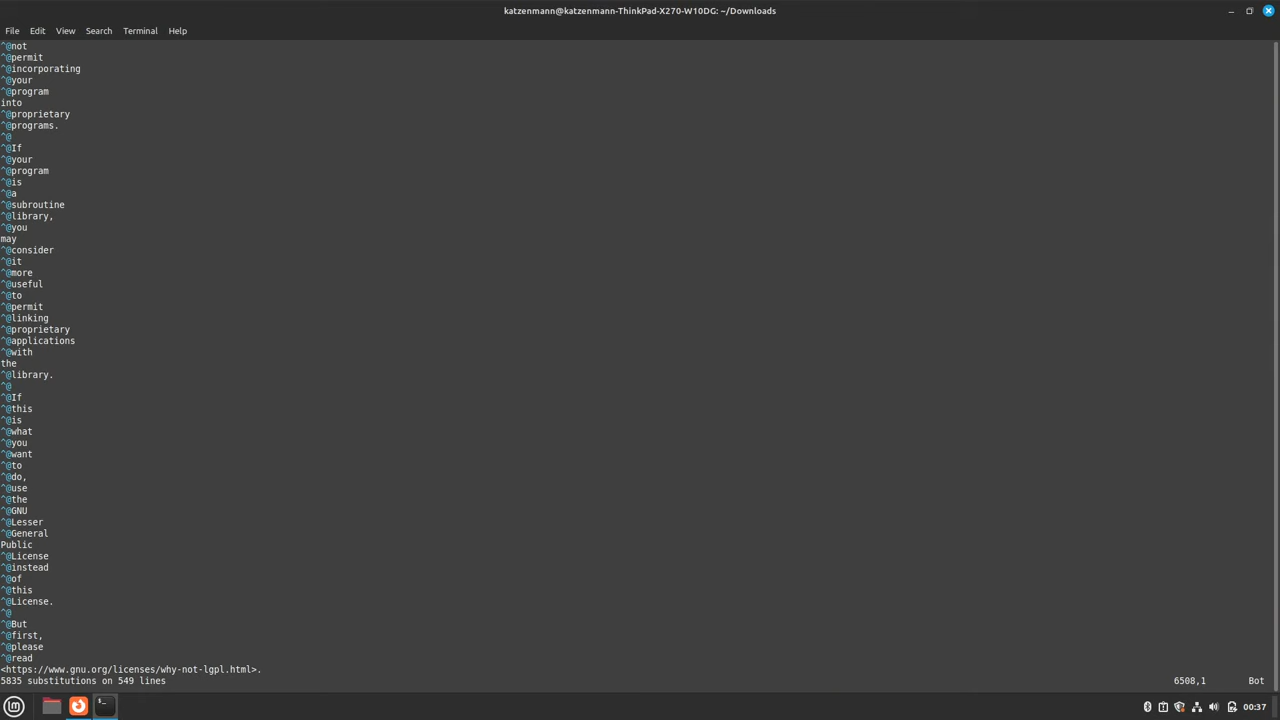 katzenmann@katzenmann-ThinkPad-X270-W10DG: ~/Downloads
File Edit View Search Terminal Help
^@not
^@permit
^@incorporating
^@your
^@program
into
^@proprietary
^@programs.
^@
^@If
^@your
^@program
^@is
^@a
^@subroutine
^@library,
^@you
may
^@consider
^@it
^@more
^@useful
^@to
^@permit
^@linking
^@proprietary
^@applications
^@with
the
^@library.
^@
^@If
^@this
^@is
^@what
^@you
^@want
^@to
^@do,
^@use
^@the
^@GNU
^@Lesser
^@General
Public
^@License
^@instead
^@of
^@this
^@License.
^@
^@But
^@first,
^@please
^@read
<https://www.gnu.org/licenses/why-not-lgpl.html>.
5835 substitutions on 549 lines 6508,1 Bot
00:37